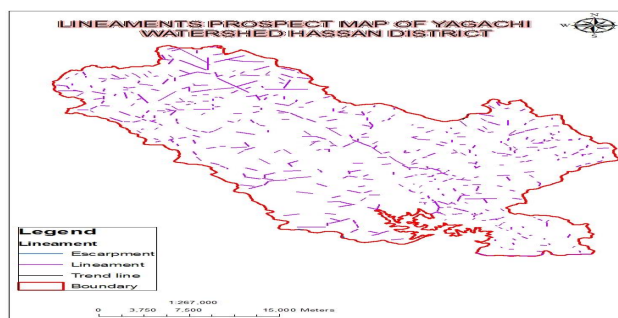 LINEAMENTS PROSPECT MAP OF YAGACHI
WATERSHED HASSAN DISTRICT
N
W
E
S
Legend
Lineament
Escarpment
Lineament
Trend line
Boundary
1:267,000
0 3,750 7,500 15,000 Meters